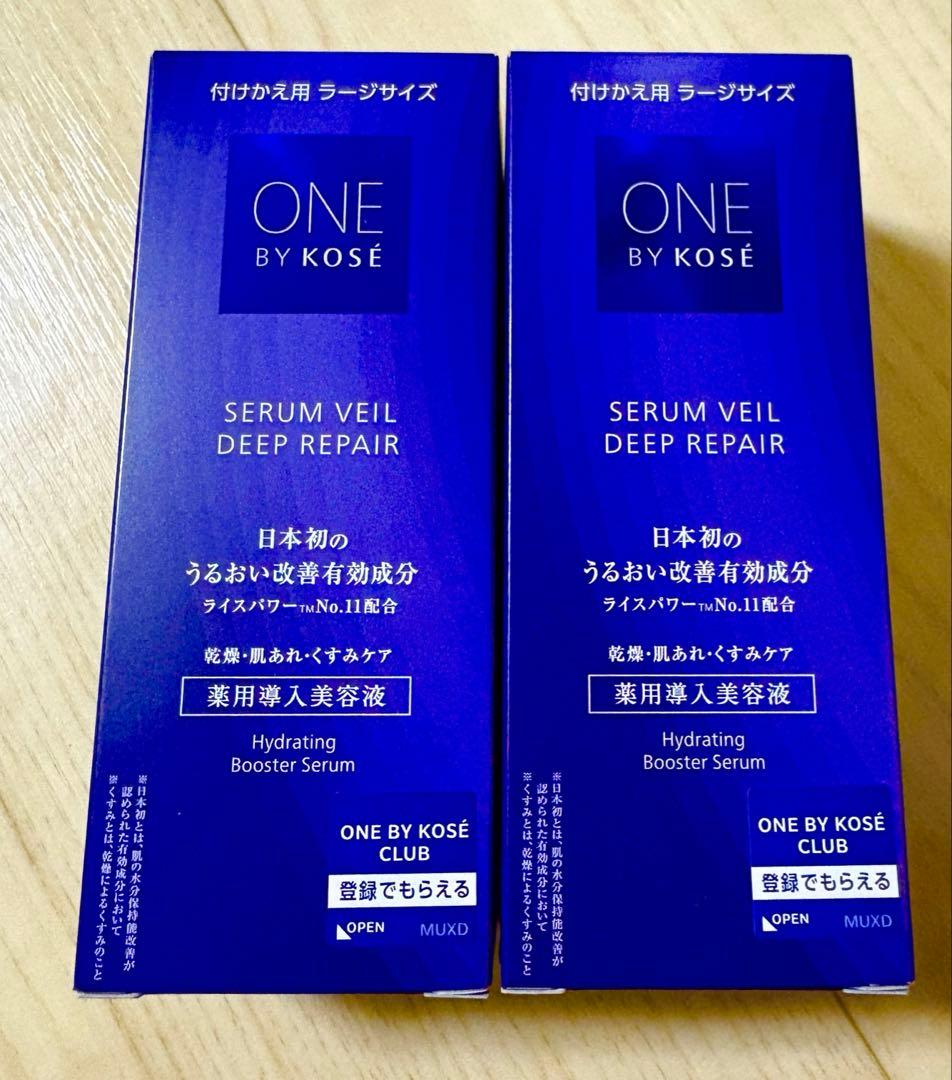 付けかえ用 ラージサイズ
ONE
BY KOSÉ
SERUM VEIL
DEEP REPAIR
日本初の
うるおい改善有効成分
ライスパワー™No.11配合
乾燥・肌あれ・くすみケア
薬用導入美容液
Hydrating
Booster Serum
※日本初とは、肌の水分保持能改善が
認められた有効成分において
※くすみとは、乾燥によるくすみのこと
ONE BY KOSÉ
CLUB
登録でもらえる
OPEN
MUXD
付けかえ用 ラージサイズ
ONE
BY KOSÉ
SERUM VEIL
DEEP REPAIR
日本初の
うるおい改善有効成分
ライスパワー™No.11配合
乾燥・肌あれ・くすみケア
薬用導入美容液
Hydrating
Booster Serum
※日本初とは、肌の水分保持能改善が
認められた有効成分において
※くすみとは、乾燥によるくすみのこと
ONE BY KOSÉ
CLUB
登録でもらえる
OPEN
MUXD